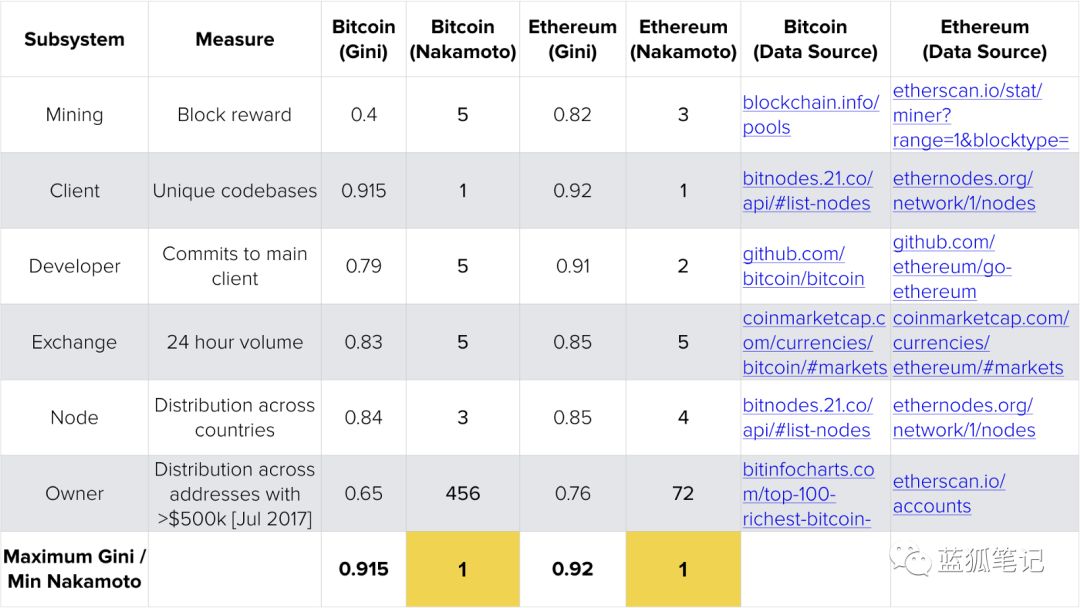 Subsystem
Measure
Bitcoin
(Gini)
Bitcoin
(Nakamoto)
Ethereum
(Gini)
Ethereum
(Nakamoto)
Bitcoin
(Data Source)
Ethereum
(Data Source)
Mining
Block reward
0.4
5
0.82
3
blockchain.info/
pools
etherscan.io/stat/
miner?
range=1&blocktype=
Client
Unique codebases
0.915
1
0.92
1
bitnodes.21.co/
api/#list-nodes
ethernodes.org/
network/1/nodes
Developer
Commits to main
client
0.79
5
0.91
2
github.com/
bitcoin/bitcoin
github.com/
ethereum/go-
ethereum
Exchange
24 hour volume
0.83
5
0.85
5
coinmarketcap.c
om/currencies/
bitcoin/#markets
coinmarketcap.com/
currencies/
ethereum/#markets
Node
Distribution across
countries
0.84
3
0.85
4
bitnodes.21.co/
api/#list-nodes
ethernodes.org/
network/1/nodes
Owner
Distribution across
addresses with
>$500k [Jul 2017]
0.65
456
0.76
72
bitinfocharts.co
m/top-100-
richest-bitcoin-
etherscan.io/
accounts
Maximum Gini /
Min Nakamoto
0.915
1
0.92
1
蓝狐笔记